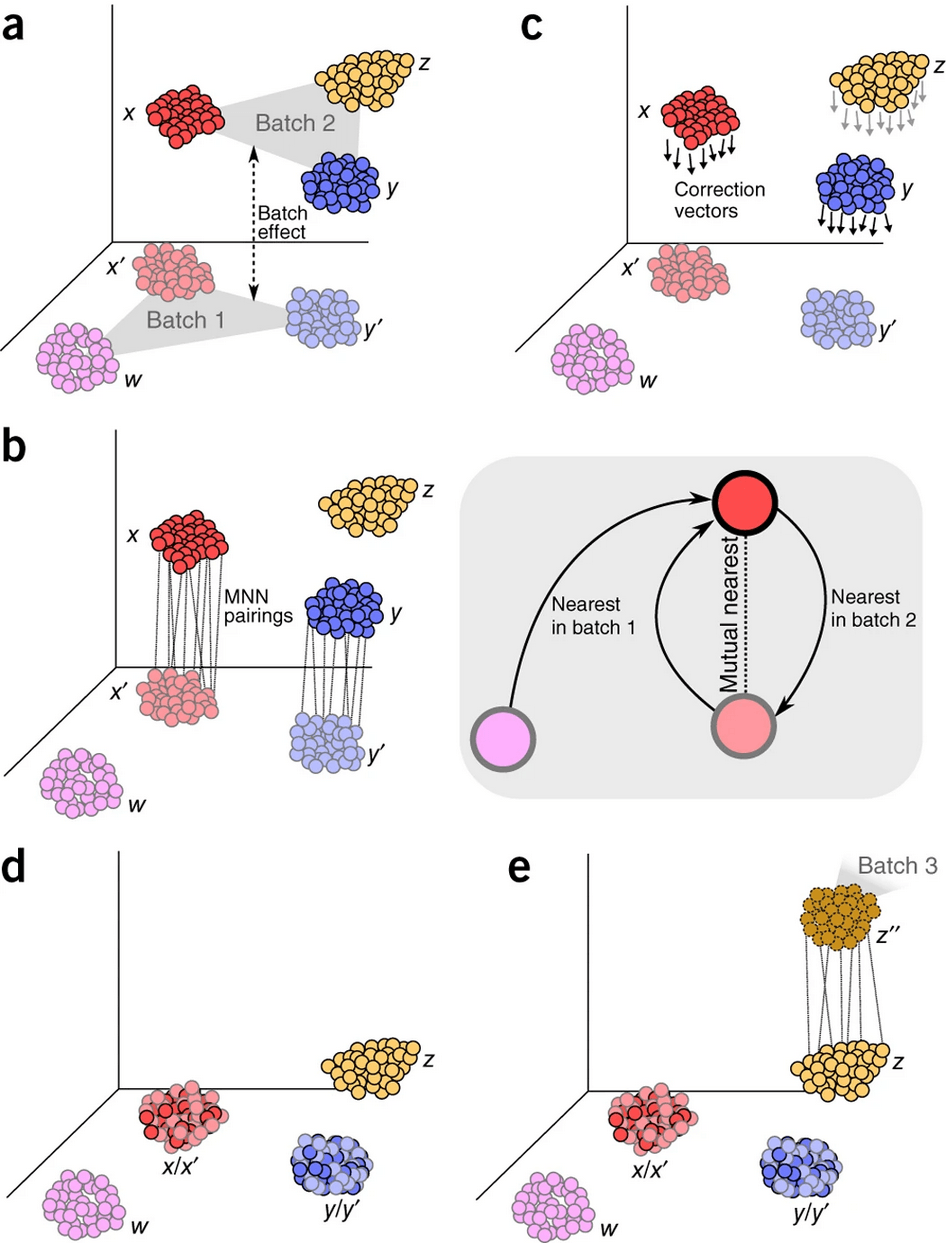 a
x
z
Batch 2
y
Batch
effect
x′
Batch 1
y′
w
c
x
z
Correction
vectors
y
x′
y′
w
b
x
z
MNN
pairings
y
x′
y′
w
Nearest
in batch 1
Mutual nearest
Nearest
in batch 2
d
z
x/x′
y/y′
w
e
Batch 3
z′′
z
x/x′
y/y′
w